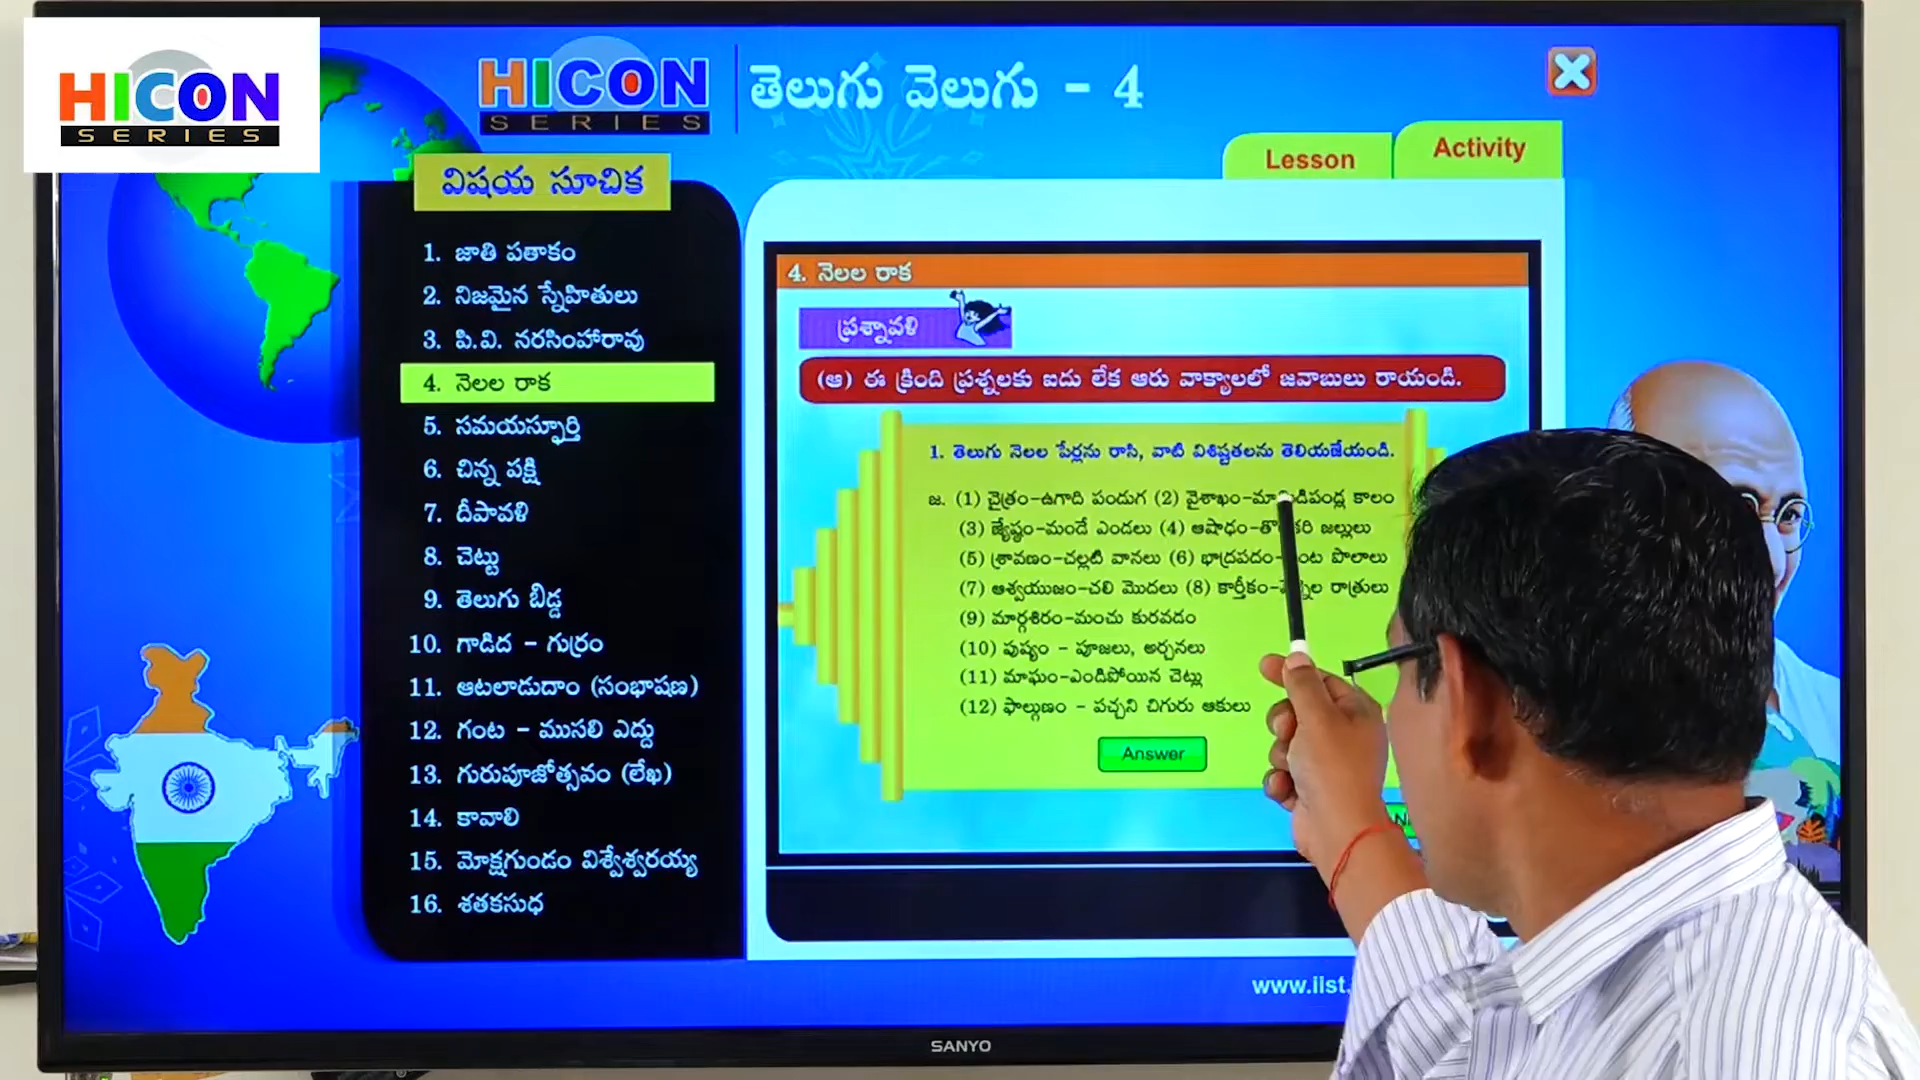 HICON
SERIES
HICON
SERIES
తెలుగు వెలుగు - 4
Lesson
Activity
విషయ సూచిక
1. జాతి పతాకం
2. నిజమైన స్నేహితులు
3. పి.వి. నరసింహారావు
4. నెలల రాక
5. సమయస్ఫూర్తి
6. చిన్న పక్షి
7. దీపావళి
8. చెట్టు
9. తెలుగు బిడ్డ
10. గాడిద - గుర్రం
11. ఆటలాడుదాం (సంభాషణ)
12. గంట - ముసలి ఎద్దు
13. గురుపూజోత్సవం (లేఖ)
14. కావాలి
15. మోక్షగుండం విశ్వేశ్వరయ్య
16. శతకసుధ
4. నెలల రాక
ప్రశ్నావళి
(ఆ) ఈ క్రింది ప్రశ్నలకు ఐదు లేక ఆరు వాక్యాలలో జవాబులు రాయండి.
1. తెలుగు నెలల పేర్లను రాసి, వాటి విశిష్టతలను తెలియజేయండి.
జ. (1) చైత్రం-ఉగాది పండుగ (2) వైశాఖం-మామిడిపండ్ల కాలం
(3) జ్యేష్ఠం-మండే ఎండలు (4) ఆషాఢం-తొలకరి జల్లులు
(5) శ్రావణం-చల్లటి వానలు (6) భాద్రపదం-పంట పొలాలు
(7) ఆశ్వయుజం-చలి మొదలు (8) కార్తీకం-వెన్నెల రాత్రులు
(9) మార్గశిరం-మంచు కురవడం
(10) పుష్యం - పూజలు, అర్చనలు
(11) మాఘం-ఎండిపోయిన చెట్లు
(12) ఫాల్గుణం - పచ్చని చిగురు ఆకులు
Answer
www.iist.
SANYO